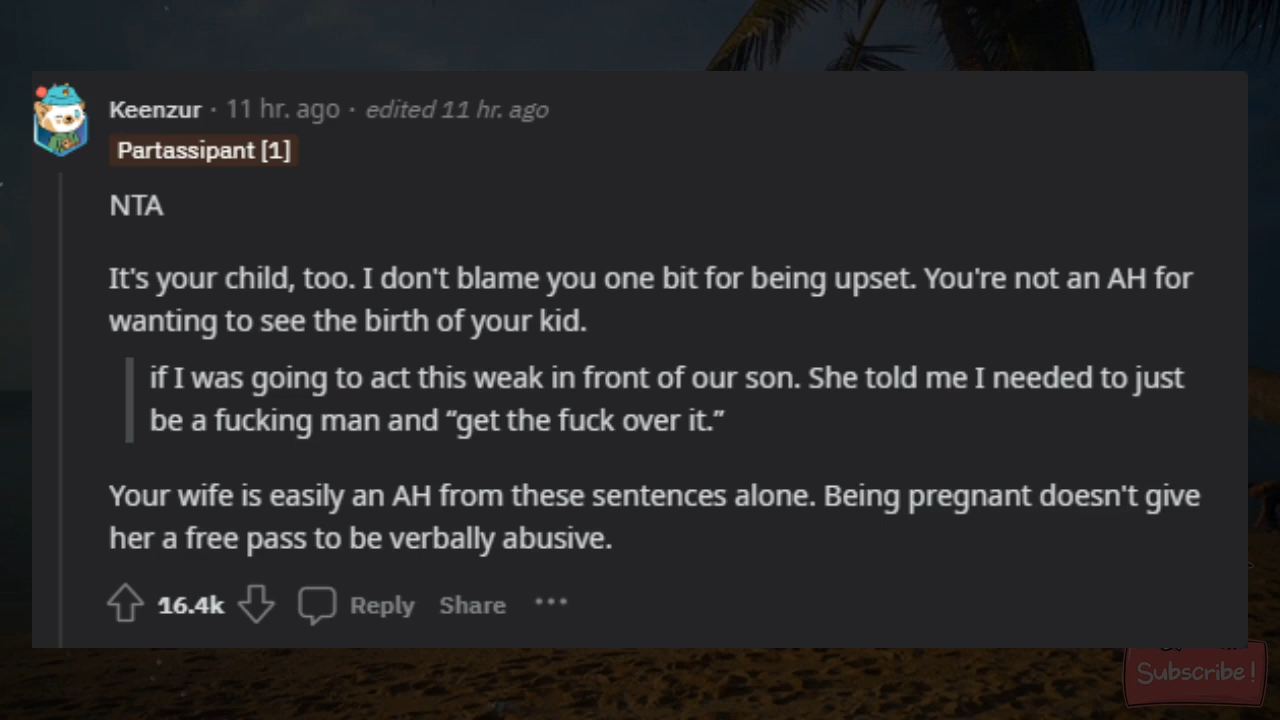 Keenzur · 11 hr. ago · edited 11 hr. ago
Partassipant [1]
NTA
It's your child, too. I don't blame you one bit for being upset. You're not an AH for
wanting to see the birth of your kid.
if I was going to act this weak in front of our son. She told me I needed to just
be a fucking man and “get the fuck over it.”
Your wife is easily an AH from these sentences alone. Being pregnant doesn't give
her a free pass to be verbally abusive.
16.4k Reply Share ···
Subscribe!